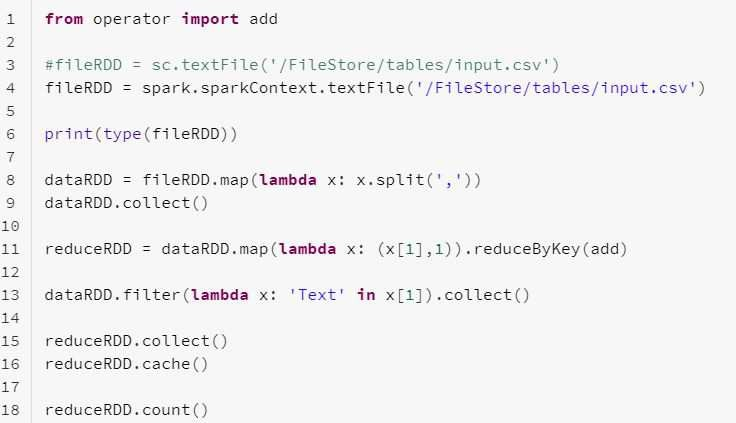 1 from operator import add
2
3 #fileRDD = sc.textFile('/FileStore/tables/input.csv')
4 fileRDD = spark.sparkContext.textFile('/FileStore/tables/input.csv')
5
6 print(type(fileRDD))
7
8 dataRDD = fileRDD.map(lambda x: x.split(','))
9 dataRDD.collect()
10
11 reduceRDD = dataRDD.map(lambda x: (x[1],1)).reduceByKey(add)
12
13 dataRDD.filter(lambda x: 'Text' in x[1]).collect()
14
15 reduceRDD.collect()
16 reduceRDD.cache()
17
18 reduceRDD.count()